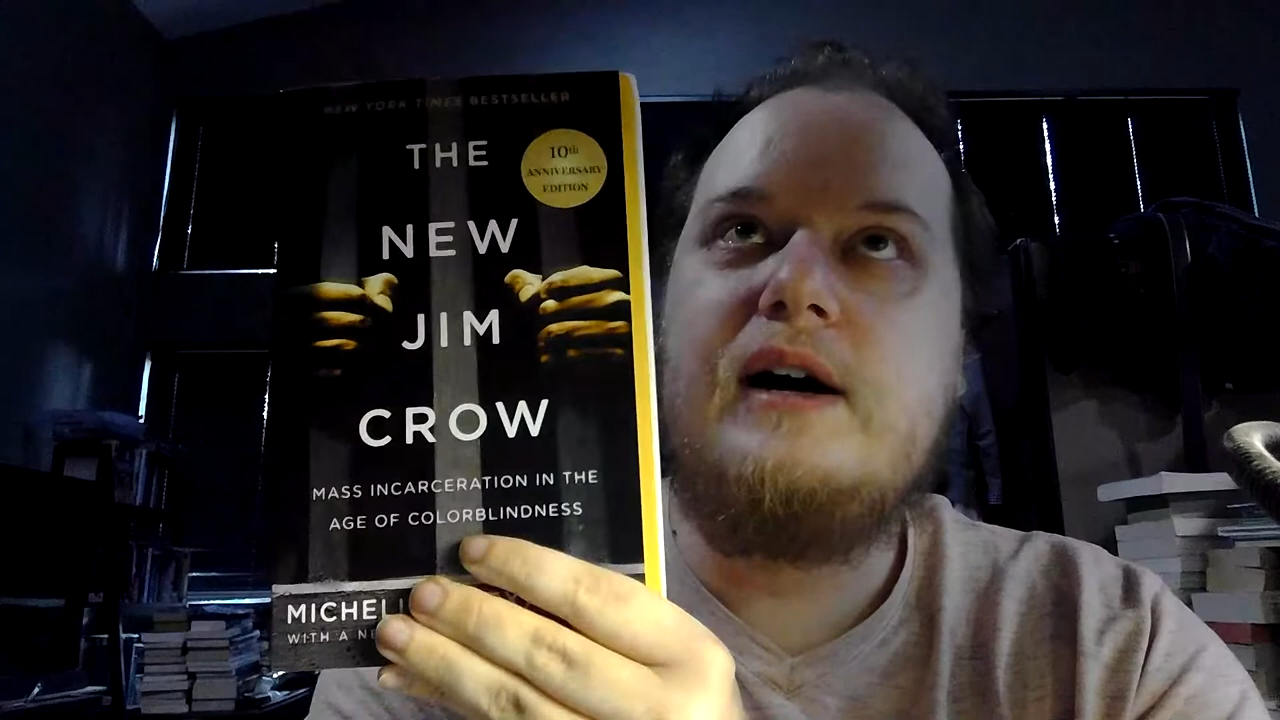 NEW YORK TIMES BESTSELLER
THE
10th
ANNIVERSARY
EDITION
NEW
JIM
CROW
MASS INCARCERATION IN THE
AGE OF COLORBLINDNESS
WITH A